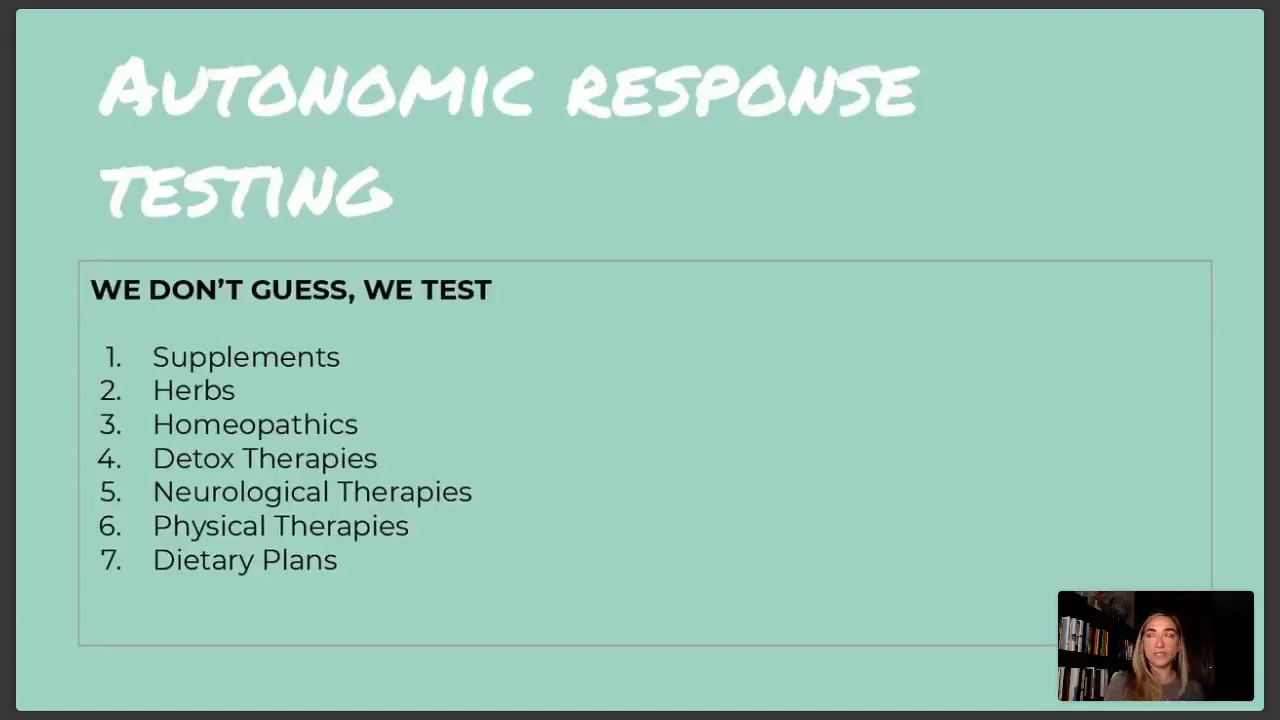 AUTONOMIC RESPONSE
TESTING
WE DON'T GUESS, WE TEST
1. Supplements
2. Herbs
3. Homeopathics
4. Detox Therapies
5. Neurological Therapies
6. Physical Therapies
7. Dietary Plans